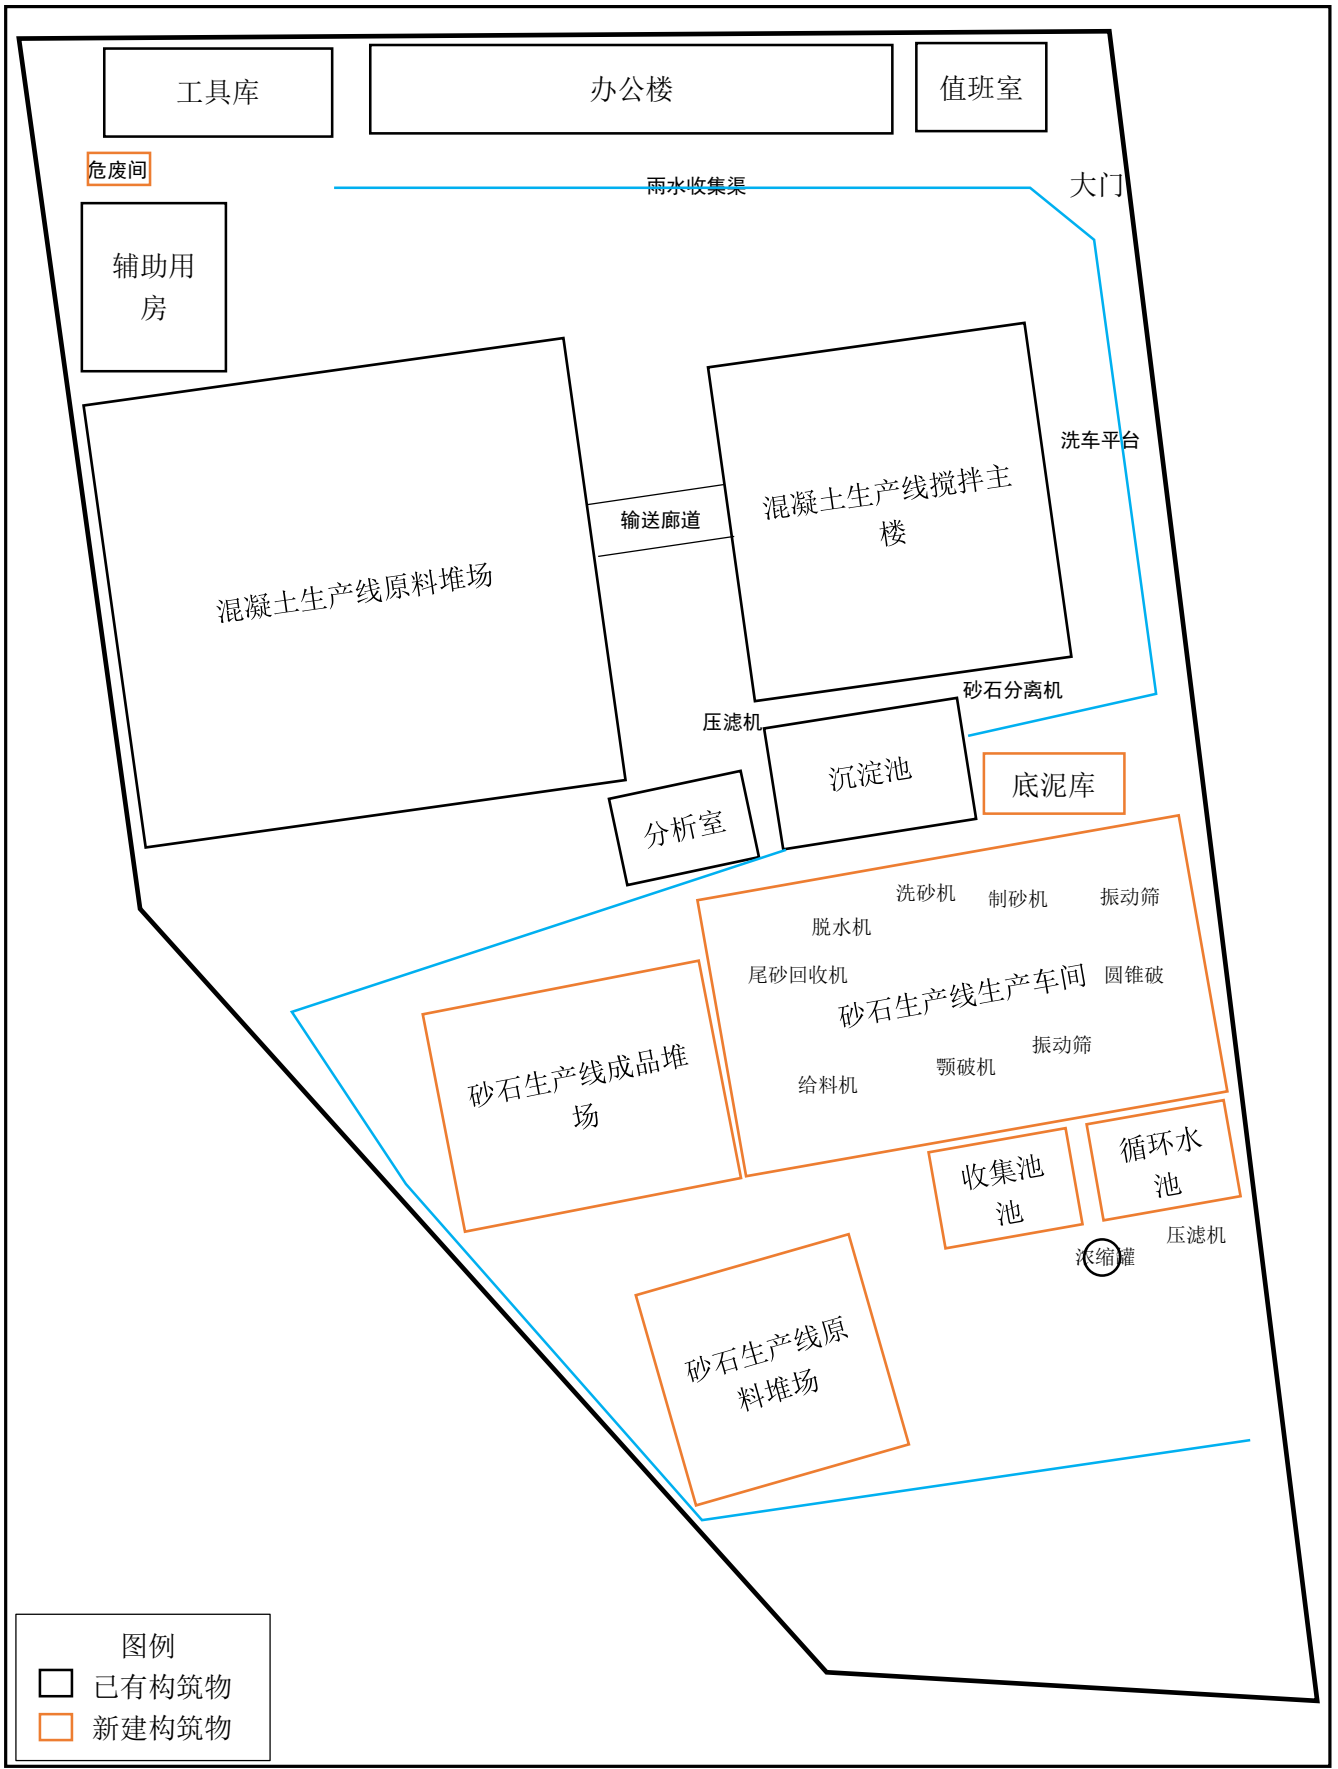 工具库
办公楼
值班室
危废间
雨水收集渠
大门
辅助用
房
洗车平台
混凝土生产线搅拌主
楼
输送廊道
混凝土生产线原料堆场
砂石分离机
压滤机
沉淀池
底泥库
分析室
洗砂机
制砂机
振动筛
脱水机
尾砂回收机
圆锥破
砂石生产线生产车间
振动筛
颚破机
给料机
砂石生产线成品堆
场
收集池
池
循环水
池
压滤机
浓缩罐
砂石生产线原
料堆场
图例
已有构筑物
新建构筑物